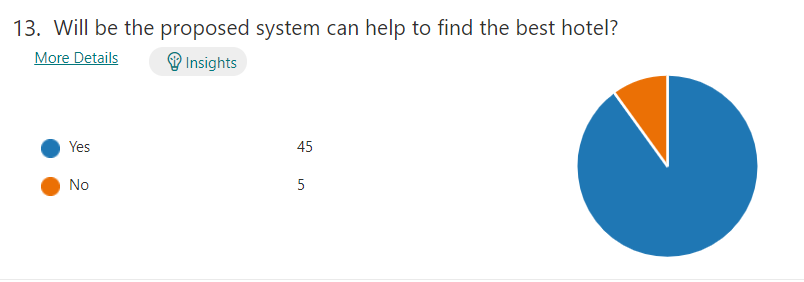 13. Will be the proposed system can help to find the best hotel?
More Details
Insights
Yes 45
No 5